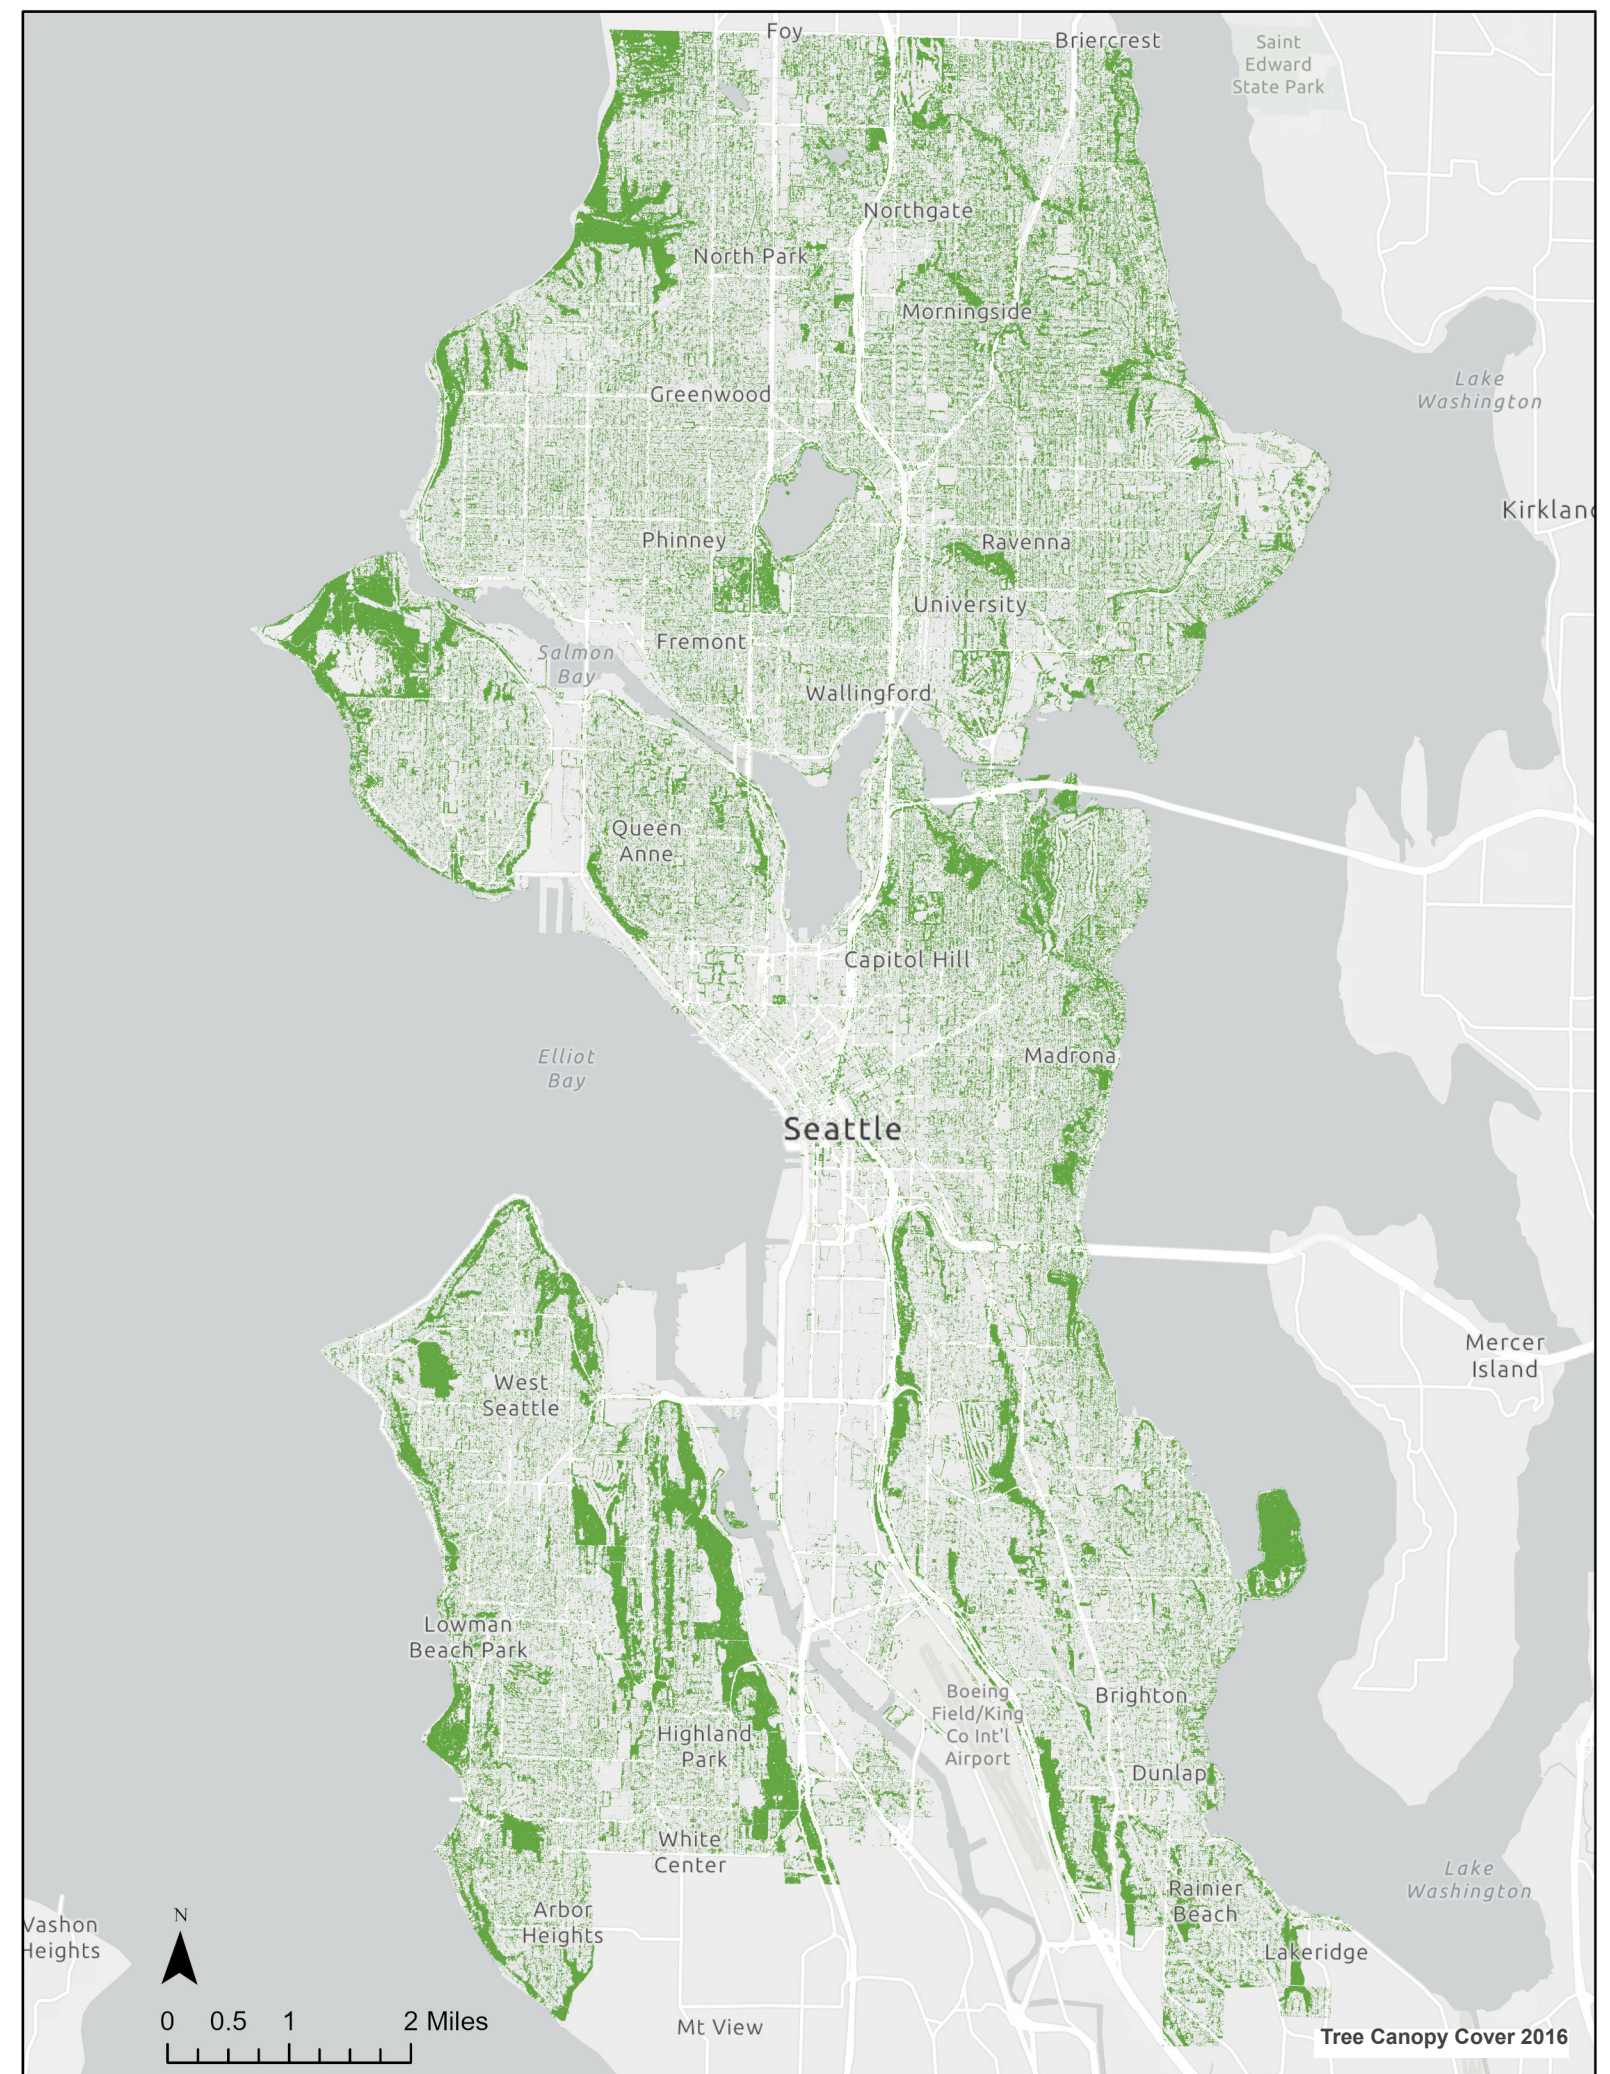 Foy
Briercrest
Saint
Edward
State Park
Northgate
North Park
Morningside
Lake
Washington
Greenwood
Kirklan
Phinney
Ravenna
University
Fremont
Salmon
Bay
Wallingford
Queen
Anne
Capitol Hill
Elliot
Bay
Madrona
Seattle
Mercer
Island
West
Seattle
Lowman
Beach Park
Boeing
Field/King
Co Int'l
Airport
Brighton
Highland
Park
Dunlap
White
Center
Lake
Washington
Rainier
Beach
Arbor
Heights
Vashon
Heights
N
Lakeridge
0 0.5 1 2 Miles
Mt View
Tree Canopy Cover 2016